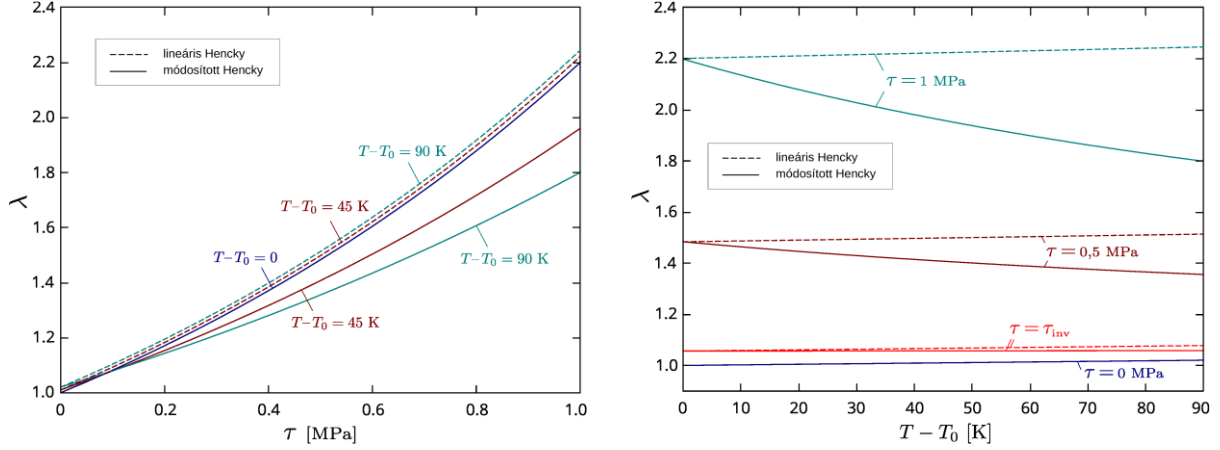 2.4
2.2
2.0
1.8
1.6
1.4
1.2
1.0
λ
lineáris Hencky
módosított Hencky
T−T₀ = 90 K
T−T₀ = 45 K
T−T₀ = 0
T−T₀ = 90 K
T−T₀ = 45 K
0 0.2 0.4 0.6 0.8 1.0
τ [MPa]
2.4
2.2
2.0
1.8
1.6
1.4
1.2
1.0
λ
τ = 1 MPa
lineáris Hencky
módosított Hencky
τ = 0,5 MPa
τ = τ_inv
τ = 0 MPa
0 10 20 30 40 50 60 70 80 90
T − T₀ [K]